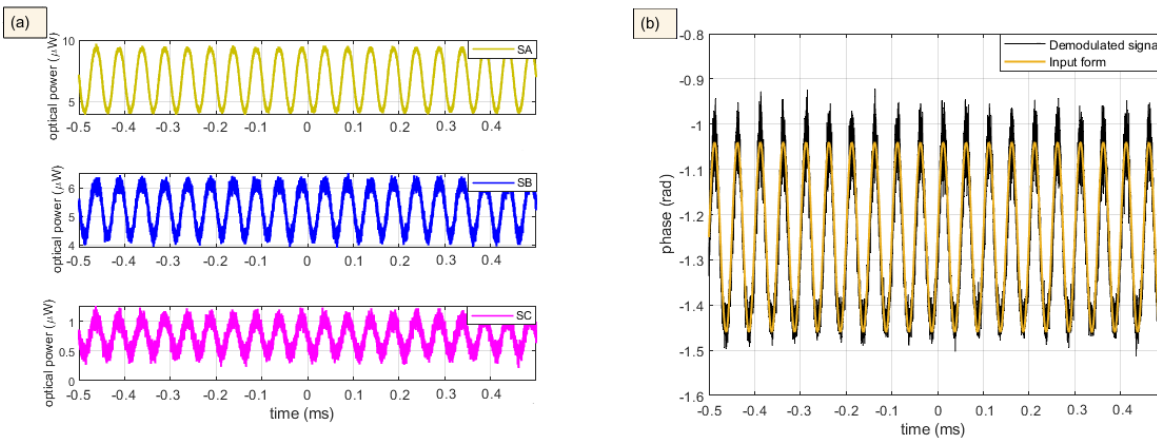 (a)
optical power (μW)
10
5
SA
-0.5 -0.4 -0.3 -0.2 -0.1 0 0.1 0.2 0.3 0.4
optical power (μW)
6
5
4
SB
-0.5 -0.4 -0.3 -0.2 -0.1 0 0.1 0.2 0.3 0.4
optical power (μW)
1
0.5
0
SC
-0.5 -0.4 -0.3 -0.2 -0.1 0 0.1 0.2 0.3 0.4
time (ms)
(b)
phase (rad)
-0.8
-0.9
-1
-1.1
-1.2
-1.3
-1.4
-1.5
-1.6
Demodulated signa
Input form
-0.5 -0.4 -0.3 -0.2 -0.1 0 0.1 0.2 0.3 0.4
time (ms)